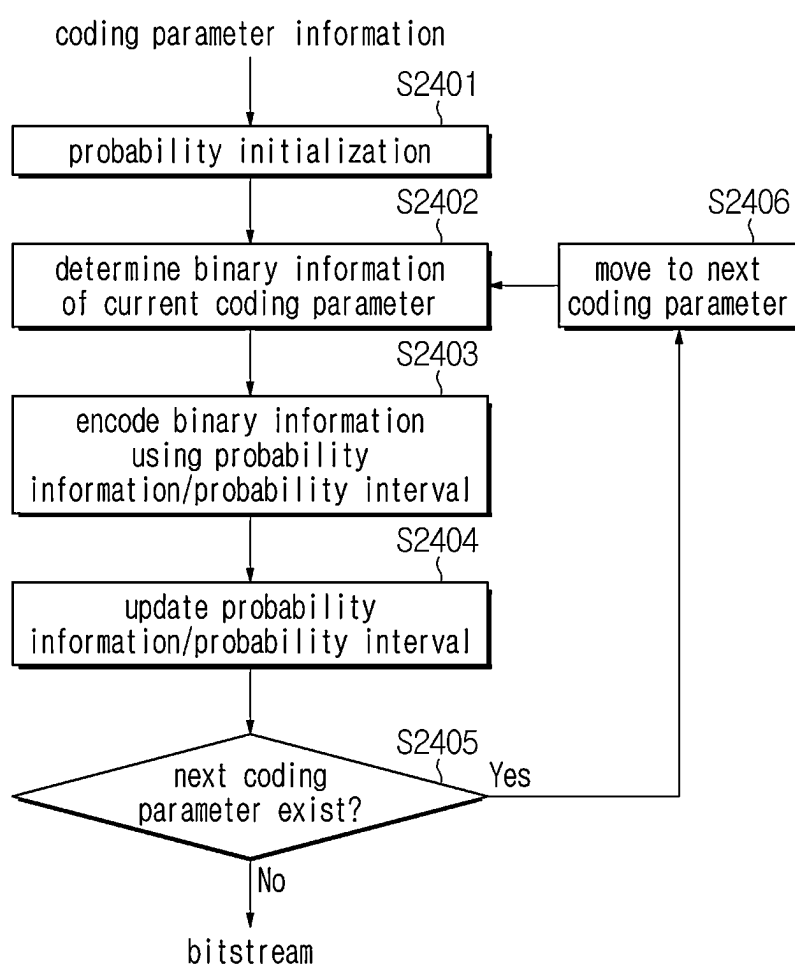 coding parameter information
S2401
probability initialization
S2402
determine binary information
of current coding parameter
S2406
move to next
coding parameter
S2403
encode binary information
using probability
information/probability interval
S2404
update probability
information/probability interval
S2405
next coding
parameter exist?
Yes
No
bitstream